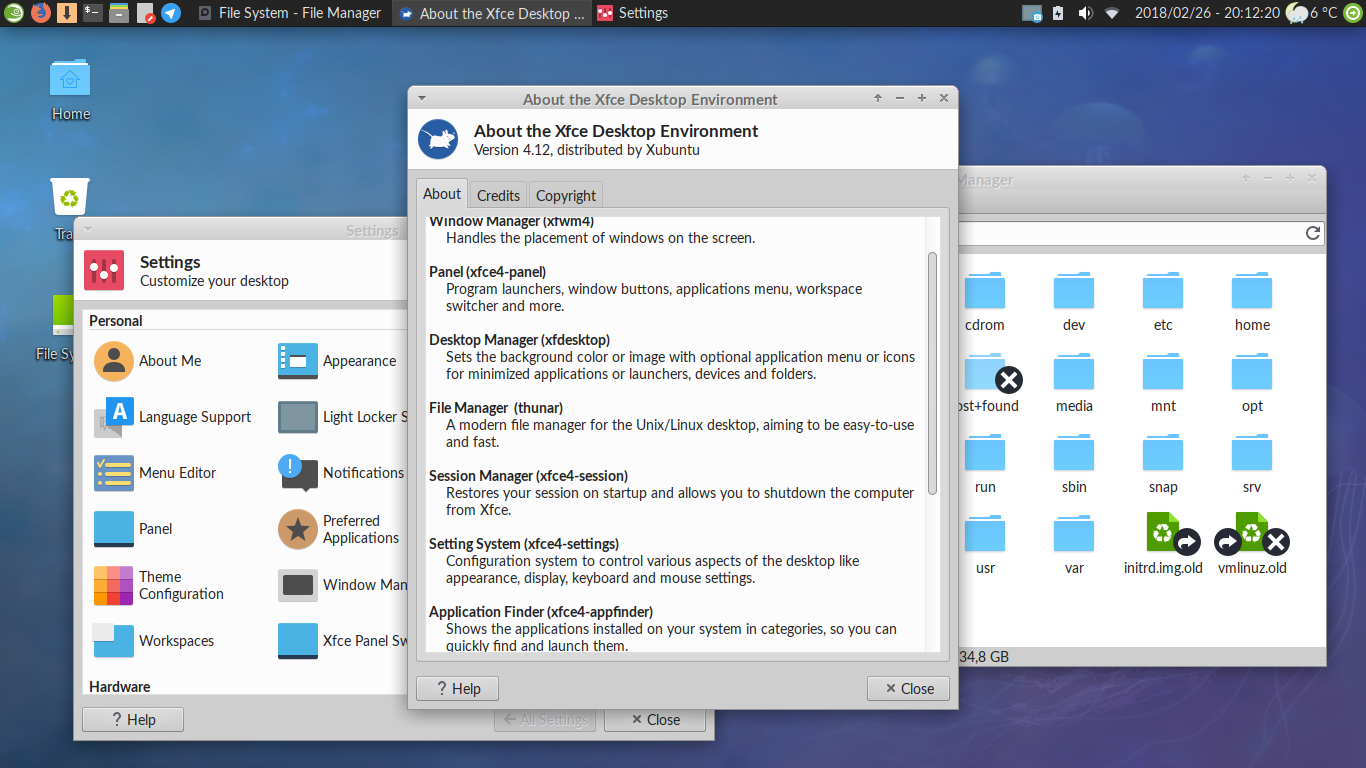 File System - File Manager
About the Xfce Desktop ...
Settings
2018/02/26 - 20:12:20
6 °C
Home
Tra
File Sy
Settings
Settings
Customize your desktop
Personal
About Me
Appearance
Language Support
Light Locker S
Menu Editor
Notifications
Panel
Preferred
Applications
Theme
Configuration
Window Man
Workspaces
Xfce Panel Sw
Hardware
? Help
All Settings
Close
About the Xfce Desktop Environment
About the Xfce Desktop Environment
Version 4.12, distributed by Xubuntu
About
Credits
Copyright
Window Manager (xfwm4)
Handles the placement of windows on the screen.
Panel (xfce4-panel)
Program launchers, window buttons, applications menu, workspace
switcher and more.
Desktop Manager (xfdesktop)
Sets the background color or image with optional application menu or icons
for minimized applications or launchers, devices and folders.
File Manager (thunar)
A modern file manager for the Unix/Linux desktop, aiming to be easy-to-use
and fast.
Session Manager (xfce4-session)
Restores your session on startup and allows you to shutdown the computer
from Xfce.
Setting System (xfce4-settings)
Configuration system to control various aspects of the desktop like
appearance, display, keyboard and mouse settings.
Application Finder (xfce4-appfinder)
Shows the applications installed on your system in categories, so you can
quickly find and launch them.
? Help
Close
Manager
cdrom
dev
etc
home
ost+found
media
mnt
opt
run
sbin
snap
srv
usr
var
initrd.img.old
vmlinuz.old
34,8 GB